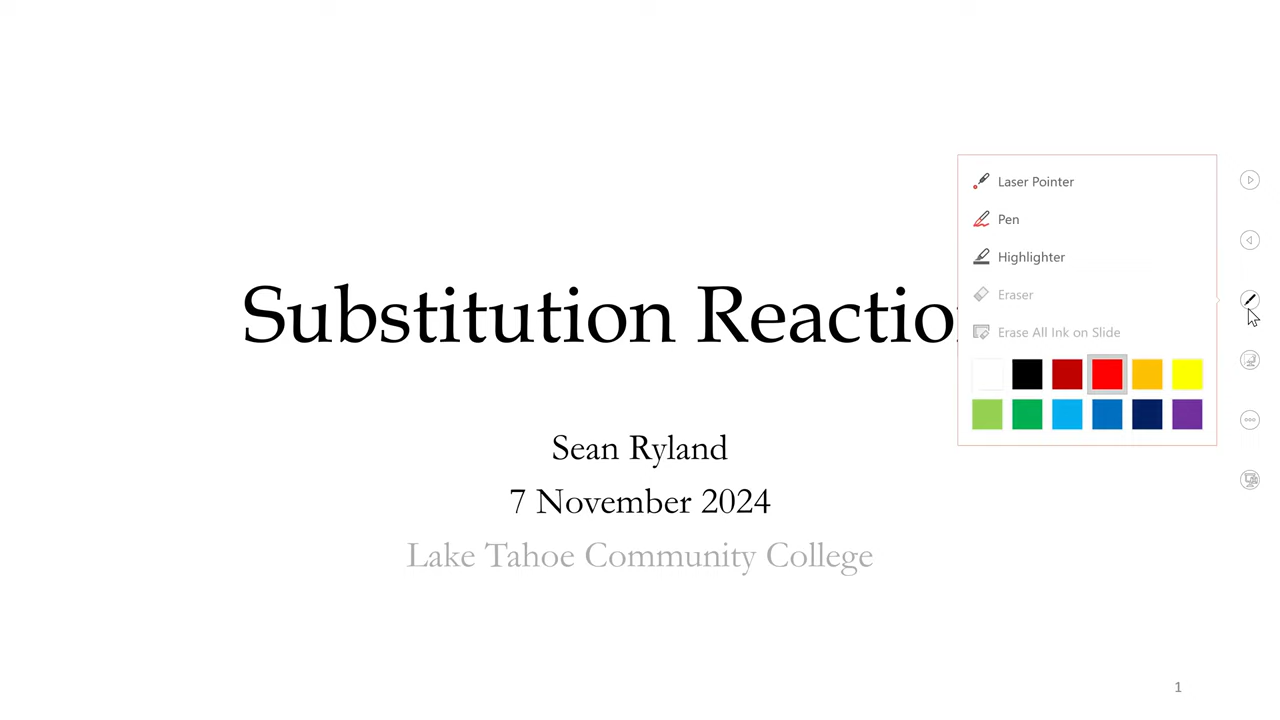 Substitution Reactio
Sean Ryland
7 November 2024
Lake Tahoe Community College
Laser Pointer
Pen
Highlighter
Eraser
Erase All Ink on Slide
1